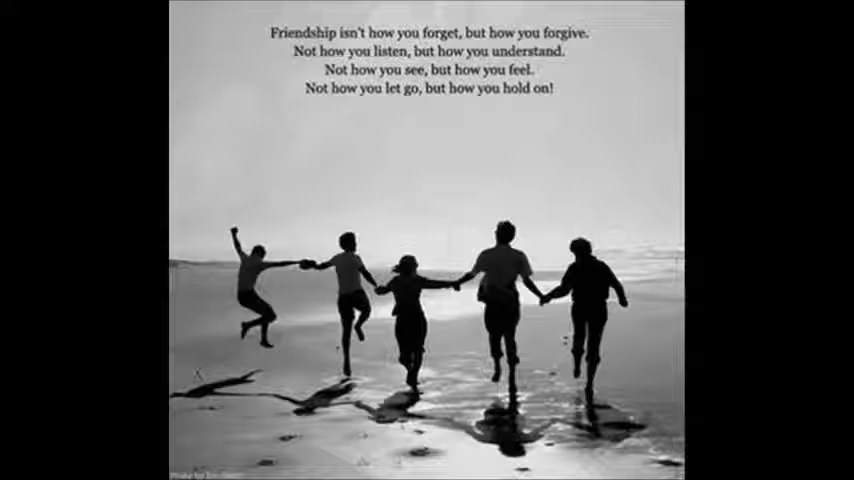 Friendship isn't how you forget, but how you forgive.
Not how you listen, but how you understand.
Not how you see, but how you feel.
Not how you let go, but how you hold on!